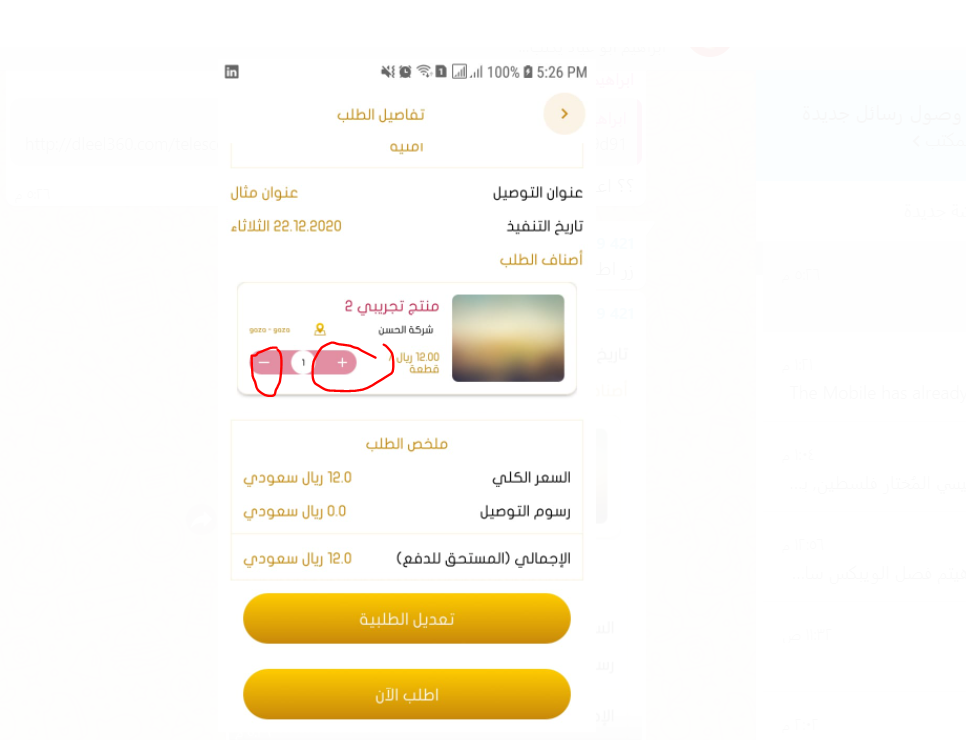 in 100% 5:26 PM
تفاصيل الطلب
عنوان التوصيل عنوان مثال
تاريخ التنفيذ 22.12.2020 الثلاثاء
أصناف الطلب
منتج تجريبي 2
شركة الحسن gaza - gaza
12.00 ريال /
قطعة
+ 1 −
ملخص الطلب
السعر الكلي 12.0 ريال سعودي
رسوم التوصيل 0.0 ريال سعودي
الإجمالي (المستحق للدفع) 12.0 ريال سعودي
تعديل الطلبية
اطلب الآن
وصول رسائل جديدة
The Mobile has already